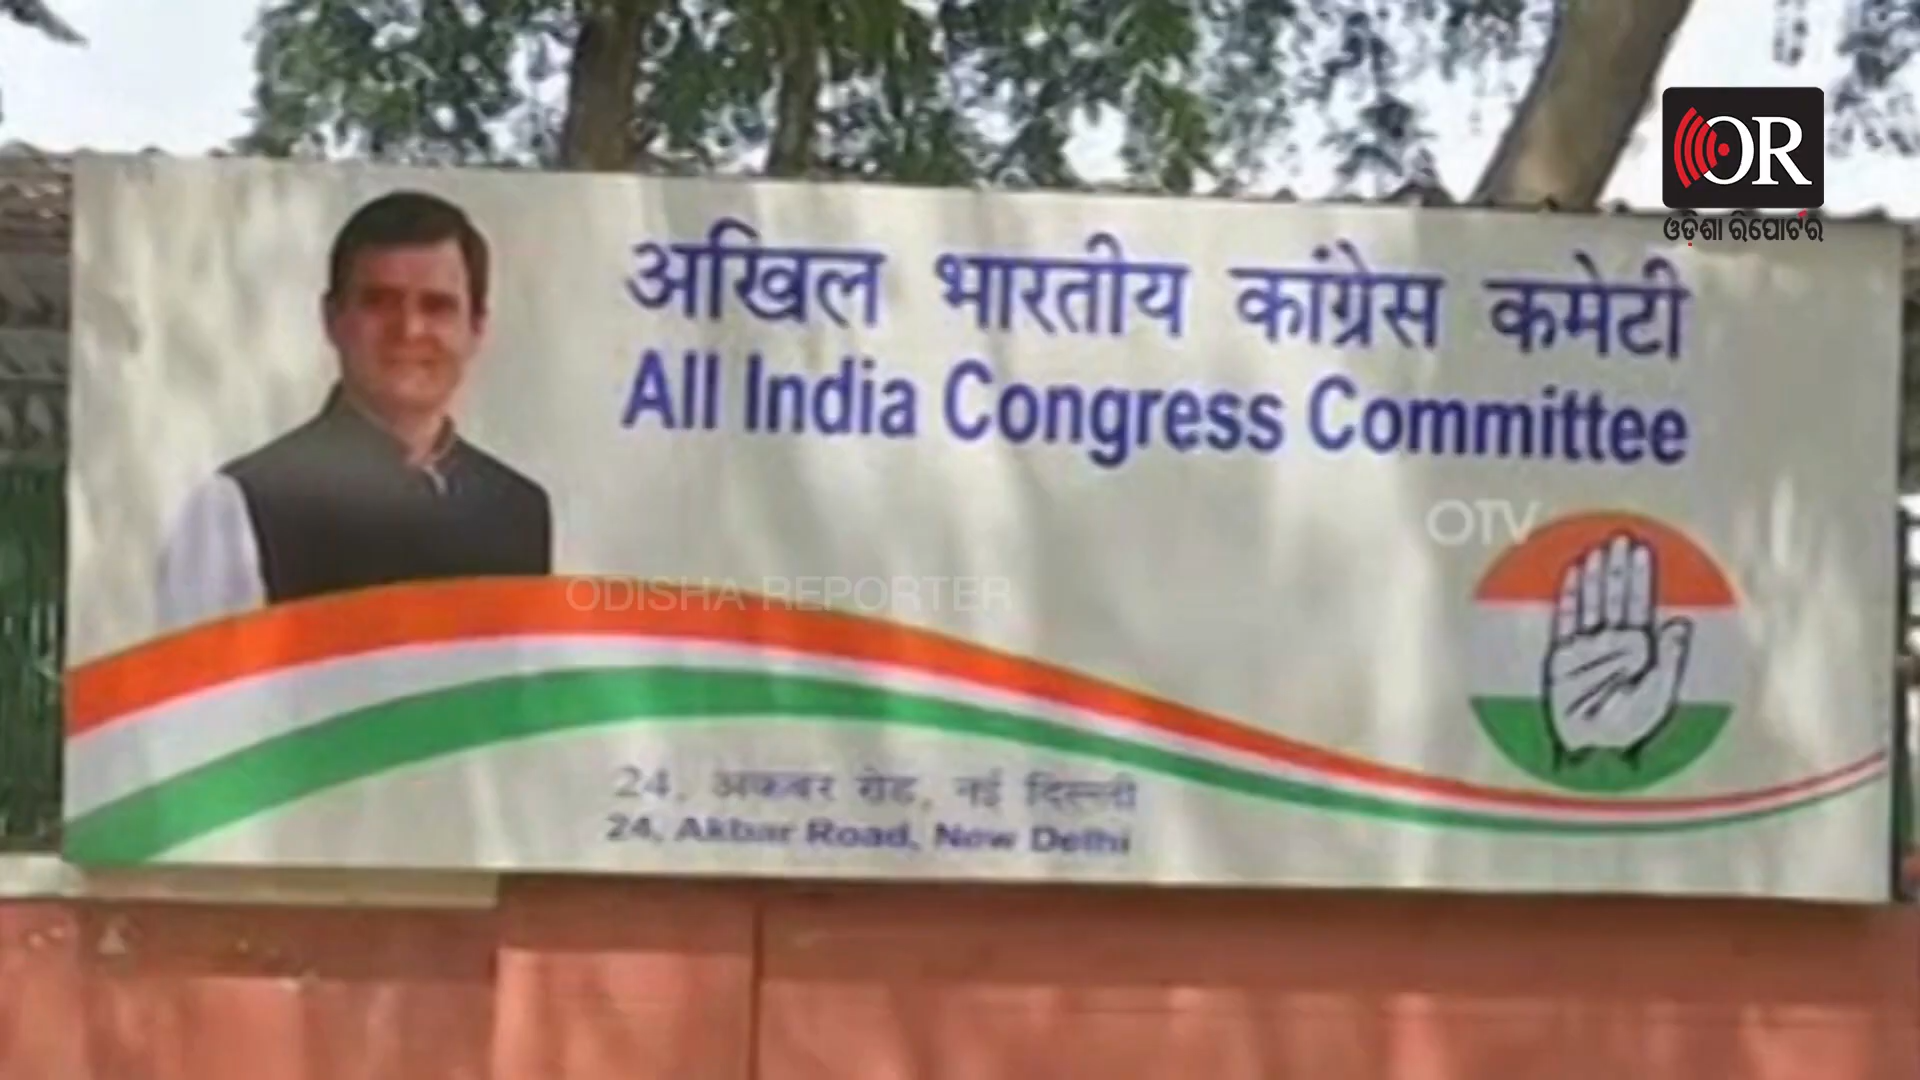 OR
ଓଡ଼ିଶା ରିପୋର୍ଟର
अखिल भारतीय कांग्रेस कमेटी
All India Congress Committee
OTV
ODISHA REPORTER
24, अकबर रोड, नई दिल्ली
24, Akbar Road, New Delhi